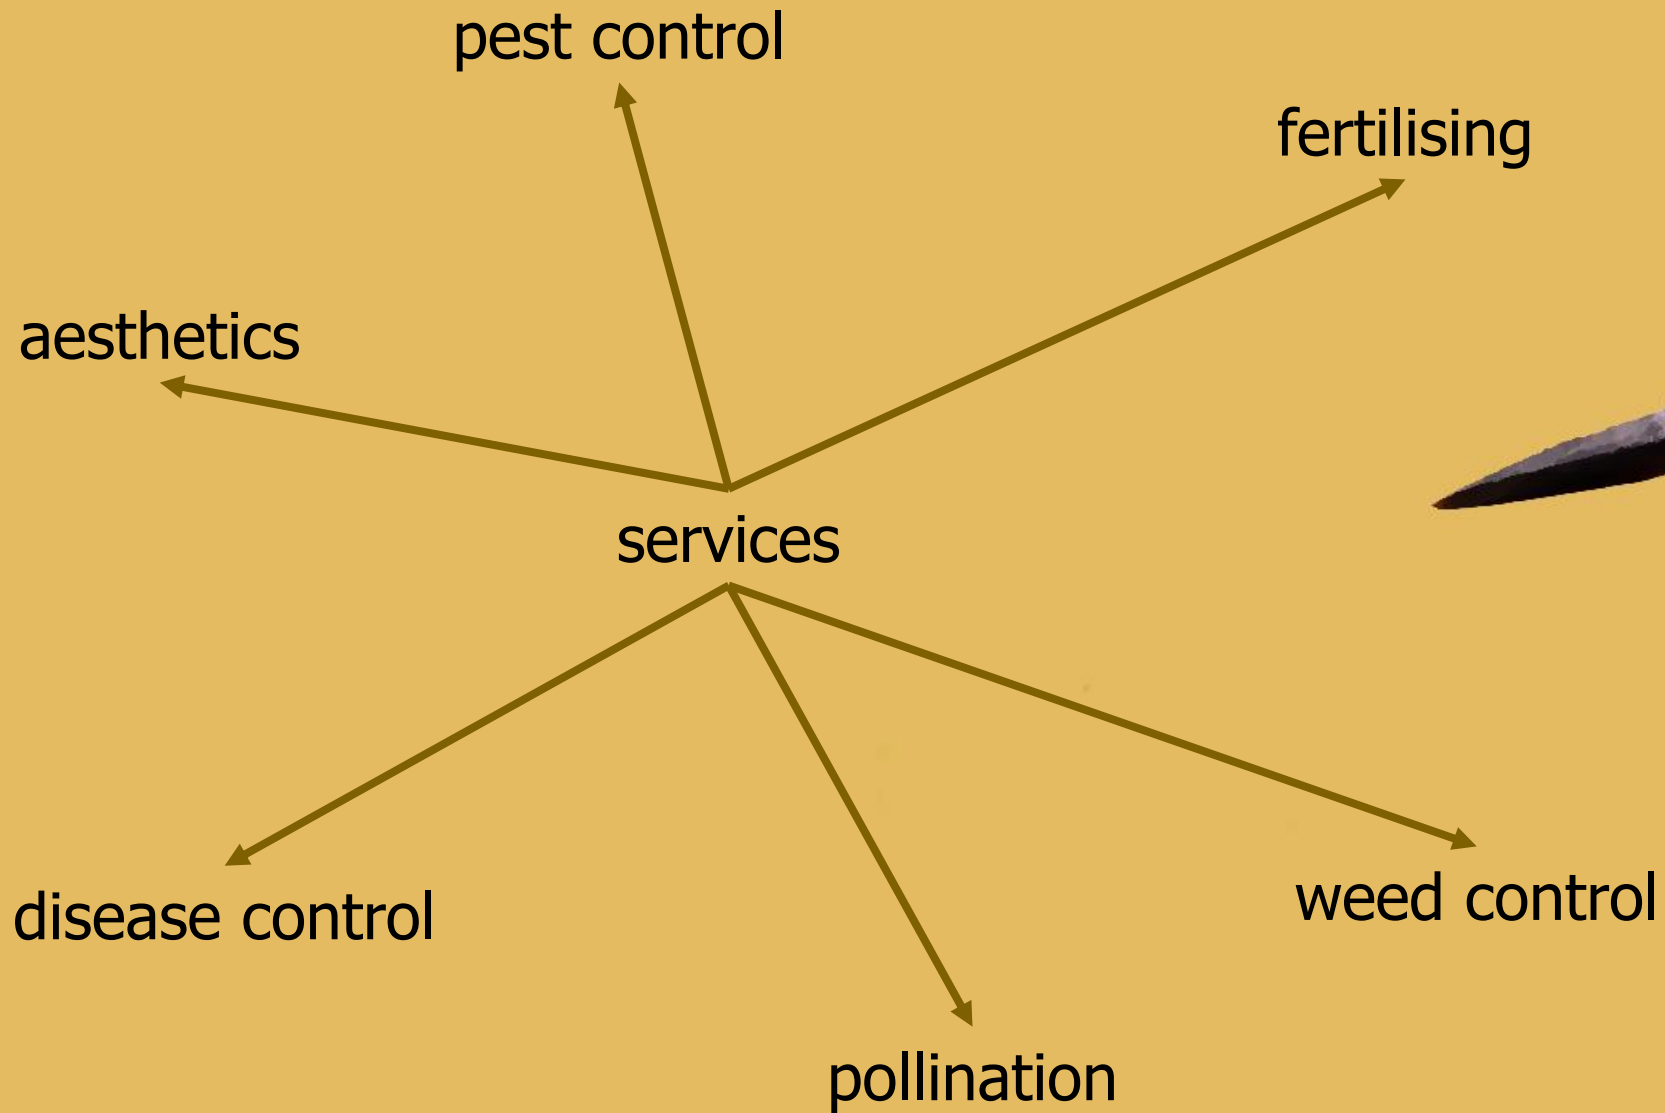 pest control
fertilising
aesthetics
services
disease control
weed control
pollination